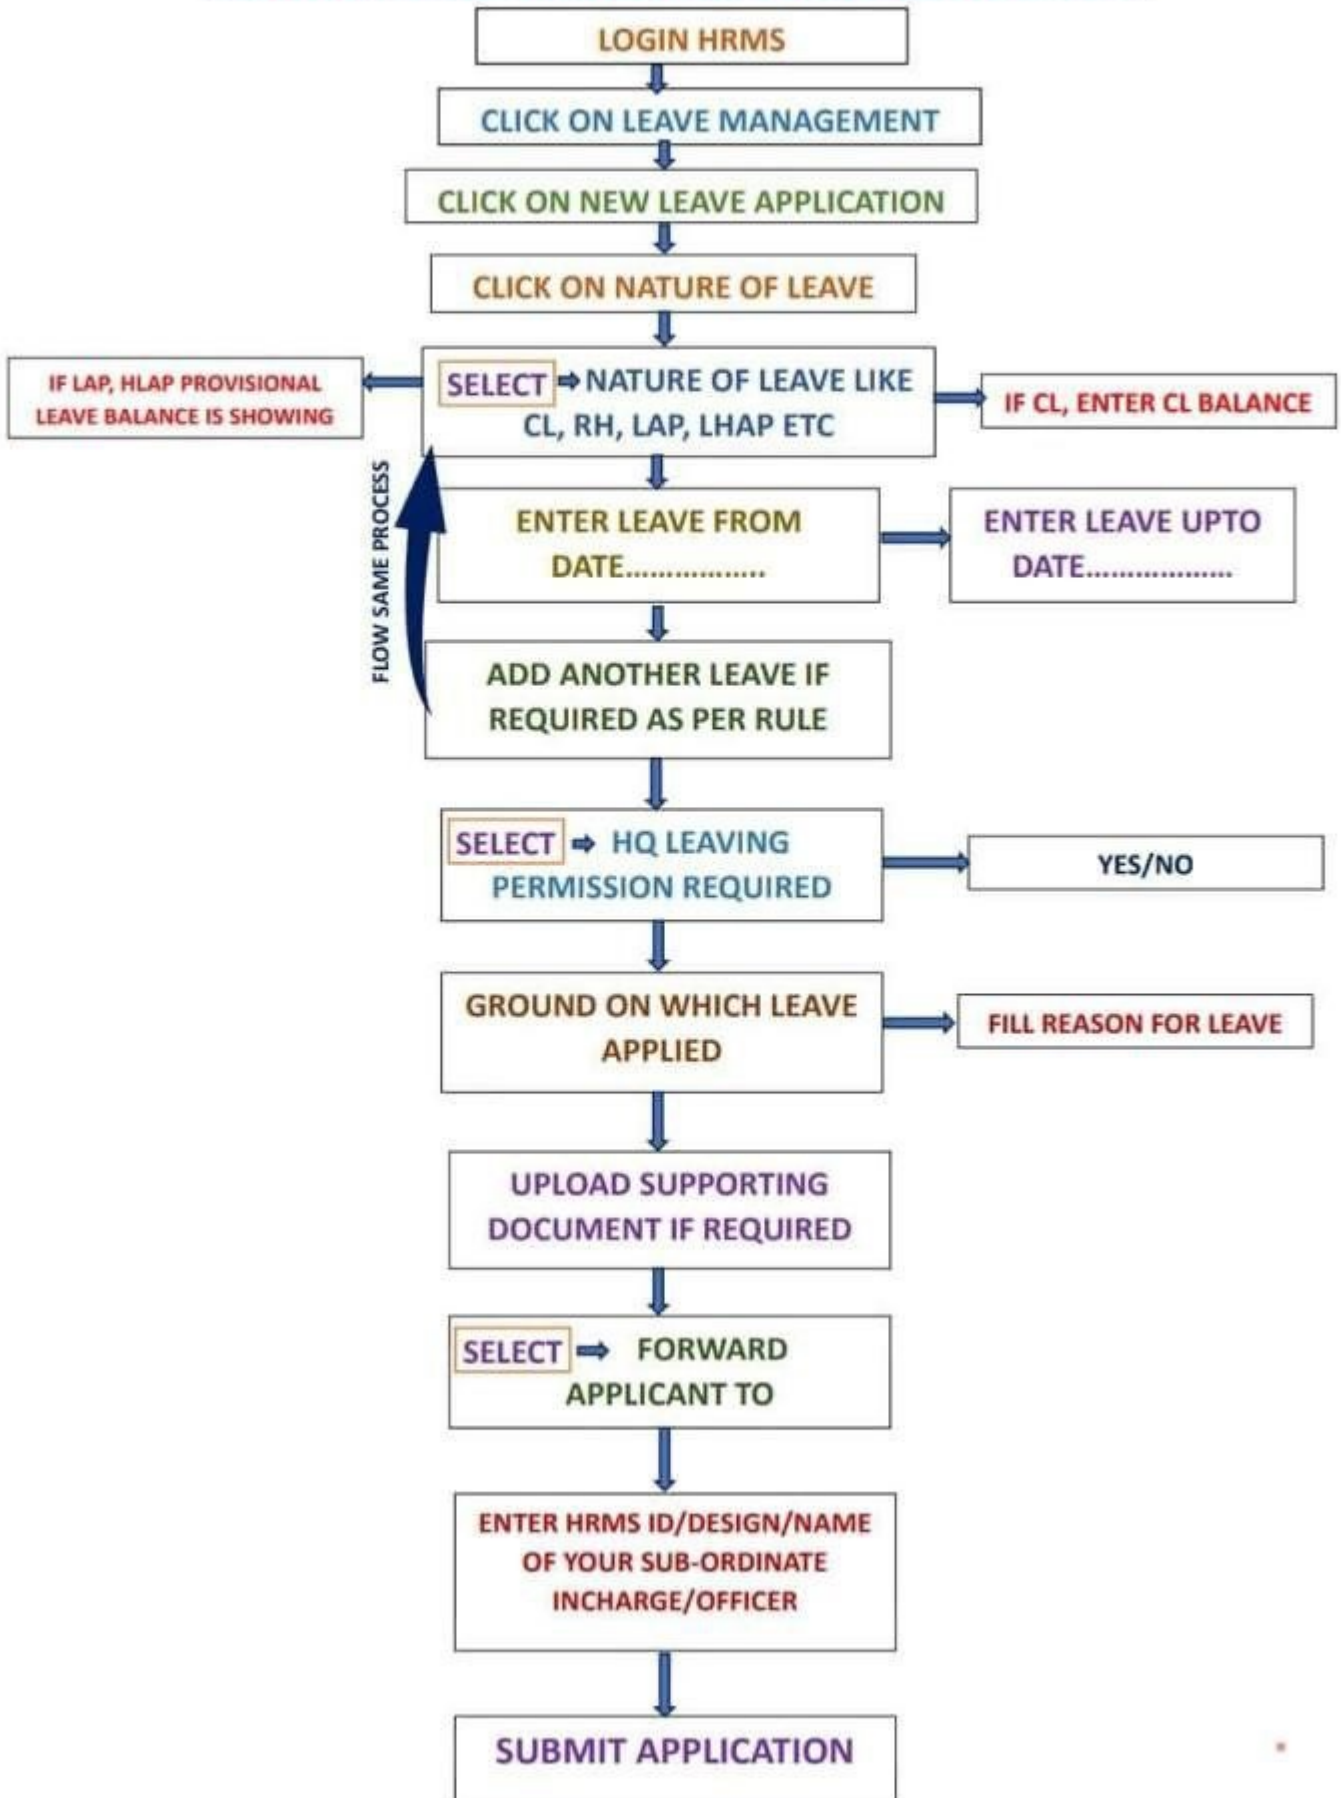 LOGIN HRMS
CLICK ON LEAVE MANAGEMENT
CLICK ON NEW LEAVE APPLICATION
CLICK ON NATURE OF LEAVE
IF LAP, HLAP PROVISIONAL
LEAVE BALANCE IS SHOWING
SELECT NATURE OF LEAVE LIKE
CL, RH, LAP, LHAP ETC
IF CL, ENTER CL BALANCE
FLOW SAME PROCESS
ENTER LEAVE FROM
DATE……………..
ENTER LEAVE UPTO
DATE………………
ADD ANOTHER LEAVE IF
REQUIRED AS PER RULE
SELECT HQ LEAVING
PERMISSION REQUIRED
YES/NO
GROUND ON WHICH LEAVE
APPLIED
FILL REASON FOR LEAVE
UPLOAD SUPPORTING
DOCUMENT IF REQUIRED
SELECT FORWARD
APPLICANT TO
ENTER HRMS ID/DESIGN/NAME
OF YOUR SUB-ORDINATE
INCHARGE/OFFICER
SUBMIT APPLICATION